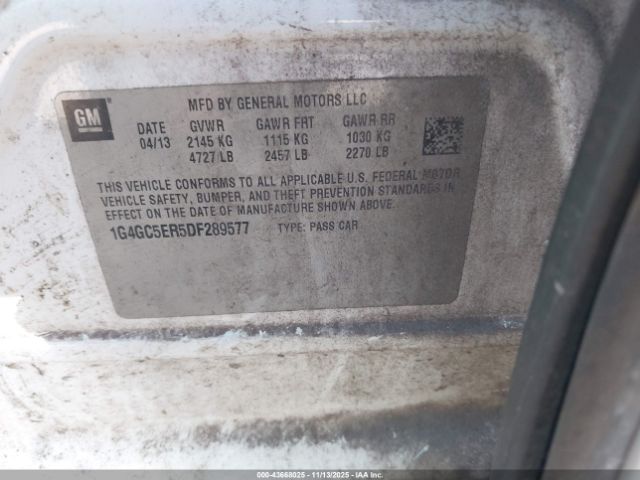 GM
MFD BY GENERAL MOTORS LLC
DATE GVWR GAWR FRT GAWR RR
04/13 2145 KG 1115 KG 1030 KG
4727 LB 2457 LB 2270 LB
THIS VEHICLE CONFORMS TO ALL APPLICABLE U.S. FEDERAL MOTOR
VEHICLE SAFETY, BUMPER, AND THEFT PREVENTION STANDARDS IN
EFFECT ON THE DATE OF MANUFACTURE SHOWN ABOVE.
1G4GC5ER5DF289577 TYPE: PASS CAR
000-43668025 - 11/13/2025 - IAAI.COM